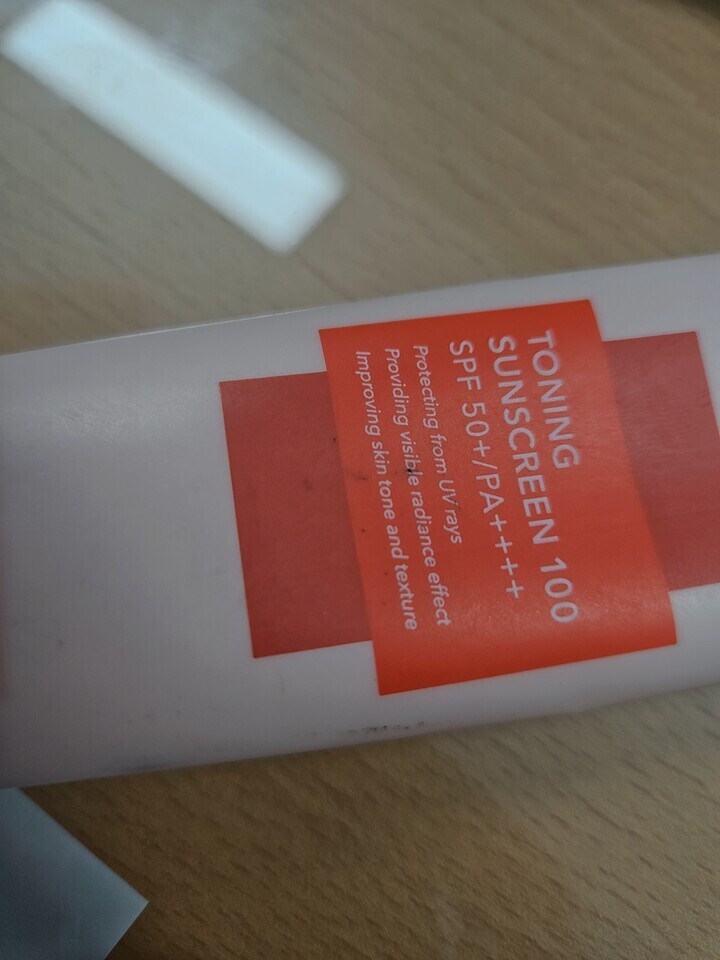 TONING
SUNSCREEN 100
SPF 50+/PA++++
Protecting from UV rays
Providing visible radiance effect
Improving skin tone and texture